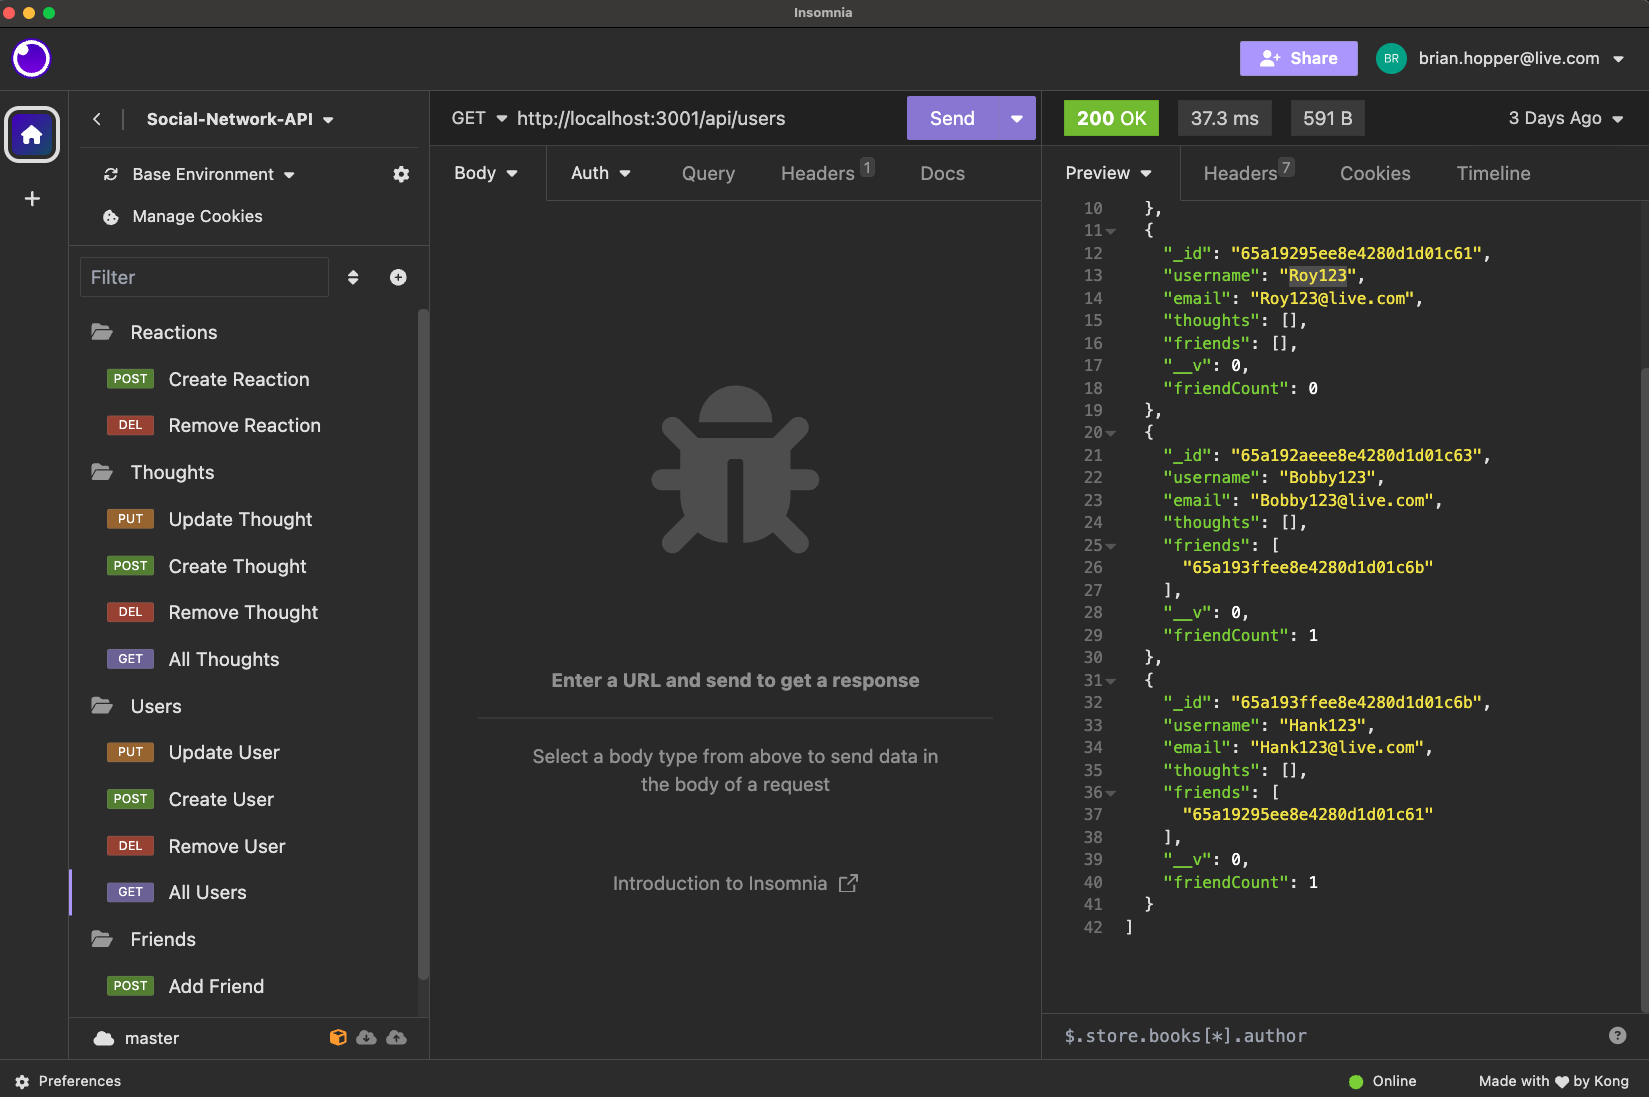 Insomnia
Share
BR
brian.hopper@live.com
Social-Network-API
Base Environment
Manage Cookies
Filter
Reactions
POST Create Reaction
DEL Remove Reaction
Thoughts
PUT Update Thought
POST Create Thought
DEL Remove Thought
GET All Thoughts
Users
PUT Update User
POST Create User
DEL Remove User
GET All Users
Friends
POST Add Friend
master
GET http://localhost:3001/api/users Send
Body Auth Query Headers 1 Docs
Enter a URL and send to get a response
Select a body type from above to send data in
the body of a request
Introduction to Insomnia
200 OK 37.3 ms 591 B 3 Days Ago
Preview Headers 7 Cookies Timeline
10 },
11 {
12 "_id": "65a19295ee8e4280d1d01c61",
13 "username": "Roy123",
14 "email": "Roy123@live.com",
15 "thoughts": [],
16 "friends": [],
17 "__v": 0,
18 "friendCount": 0
19 },
20 {
21 "_id": "65a192aeee8e4280d1d01c63",
22 "username": "Bobby123",
23 "email": "Bobby123@live.com",
24 "thoughts": [],
25 "friends": [
26 "65a193ffee8e4280d1d01c6b"
27 ],
28 "__v": 0,
29 "friendCount": 1
30 },
31 {
32 "_id": "65a193ffee8e4280d1d01c6b",
33 "username": "Hank123",
34 "email": "Hank123@live.com",
35 "thoughts": [],
36 "friends": [
37 "65a19295ee8e4280d1d01c61"
38 ],
39 "__v": 0,
40 "friendCount": 1
41 }
42 ]
$.store.books[*].author
Preferences
Online
Made with ♥ by Kong